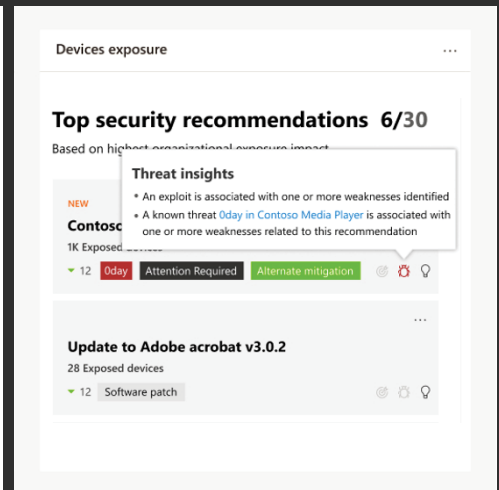 Devices exposure
Top security recommendations 6/30
Based on highest organizational exposure impact
Threat insights
• An exploit is associated with one or more weaknesses identified
• A known threat 0day in Contoso Media Player is associated with
one or more weaknesses related to this recommendation
NEW
Contoso
1K Exposed devices
12 0day Attention Required Alternate mitigation
...
Update to Adobe acrobat v3.0.2
28 Exposed devices
12 Software patch